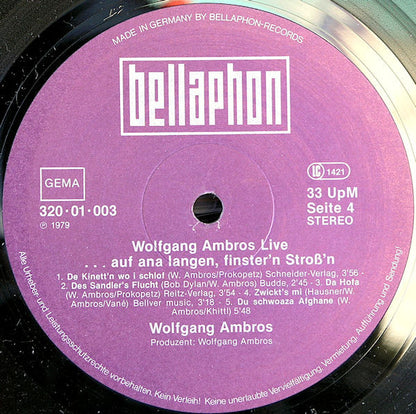 MADE IN GERMANY BY BELLAPHON-RECORDS
bellaphon
GEMA
LC 1421
320·01·003
℗ 1979
33 UpM
Seite 4
STEREO
Wolfgang Ambros Live
. . . auf ana langen, finster'n Stroß'n
1. De Kinett'n wo i schlof (W. Ambros/Prokopetz) Schneider-Verlag, 3'56 -
2. Des Sandler's Flucht (Bob Dylan/W. Ambros) Budde, 2'45 - 3. Da Hofa
(W. Ambros/Prokopetz) Reitz-Verlag, 3'54 - 4. Zwickt's mi (Hausner/W.
Ambros/Vané) Bellver music, 3'18 - 5. Du schwoaza Afghane (W.
Ambros/Khittl) 5'48
Wolfgang Ambros
Produzent: Wolfgang Ambros
Alle Urheber- und Leistungsschutzrechte vorbehalten. Kein Verleih! Keine unerlaubte Vervielfältigung, Vermietung, Aufführung und Sendung!